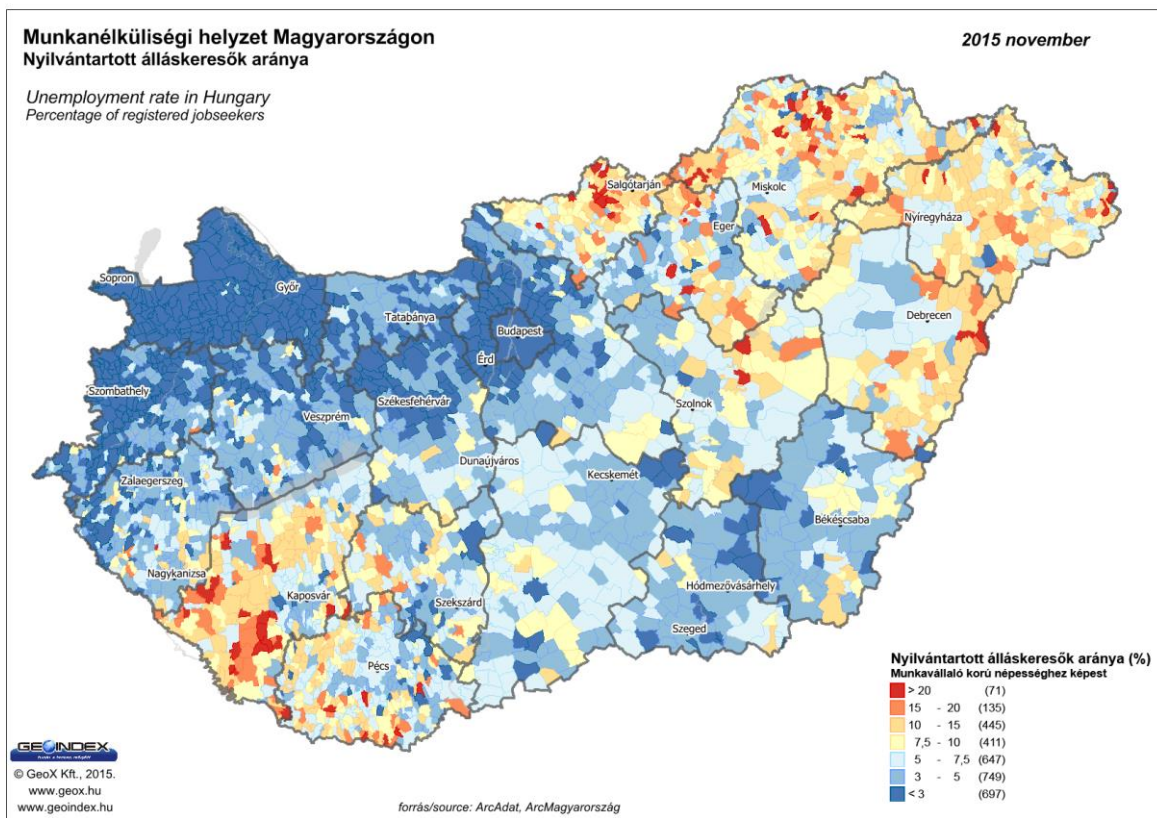 Munkanélküliségi helyzet Magyarországon
Nyilvántartott álláskeresők aránya
2015 november
Unemployment rate in Hungary
Percentage of registered jobseekers
Salgótarján
Miskolc
Nyíregyháza
Eger
Sopron
Győr
Tatabánya
Budapest
Debrecen
Érd
Szombathely
Székesfehérvár
Veszprém
Szolnok
Dunaújváros
Kecskemét
Zalaegerszeg
Békéscsaba
Nagykanizsa
Kaposvár
Hódmezővásárhely
Szekszárd
Szeged
Pécs
Nyilvántartott álláskeresők aránya (%)
Munkavállaló korú népességhez képest
> 20 (71)
15 - 20 (135)
10 - 15 (445)
7,5 - 10 (411)
5 - 7,5 (647)
3 - 5 (749)
< 3 (697)
GEOINDEX
© GeoX Kft., 2015.
www.geox.hu
www.geoindex.hu
forrás/source: ArcAdat, ArcMagyarország